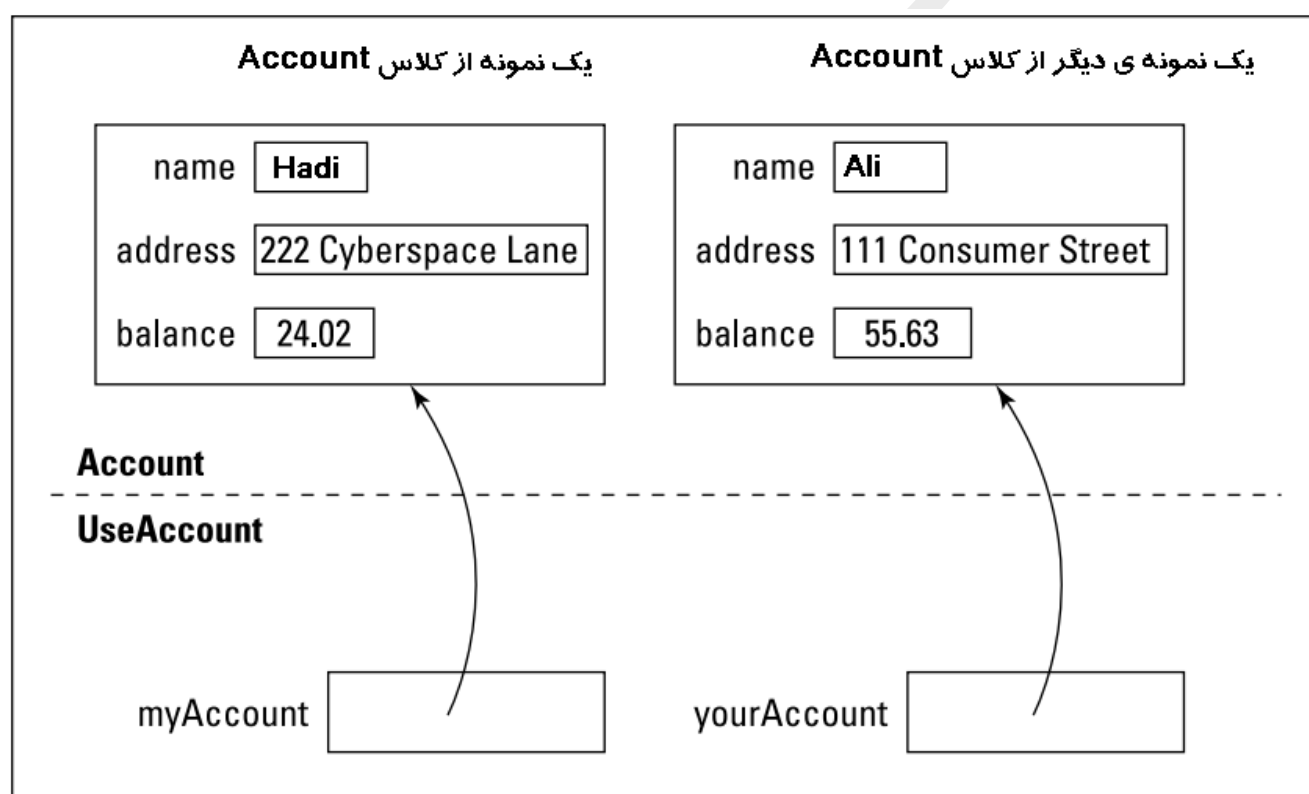 یک نمونه از کلاس Account
یک نمونه ی دیگر از کلاس Account
name Hadi
address 222 Cyberspace Lane
balance 24.02
name Ali
address 111 Consumer Street
balance 55.63
Account
UseAccount
myAccount
yourAccount